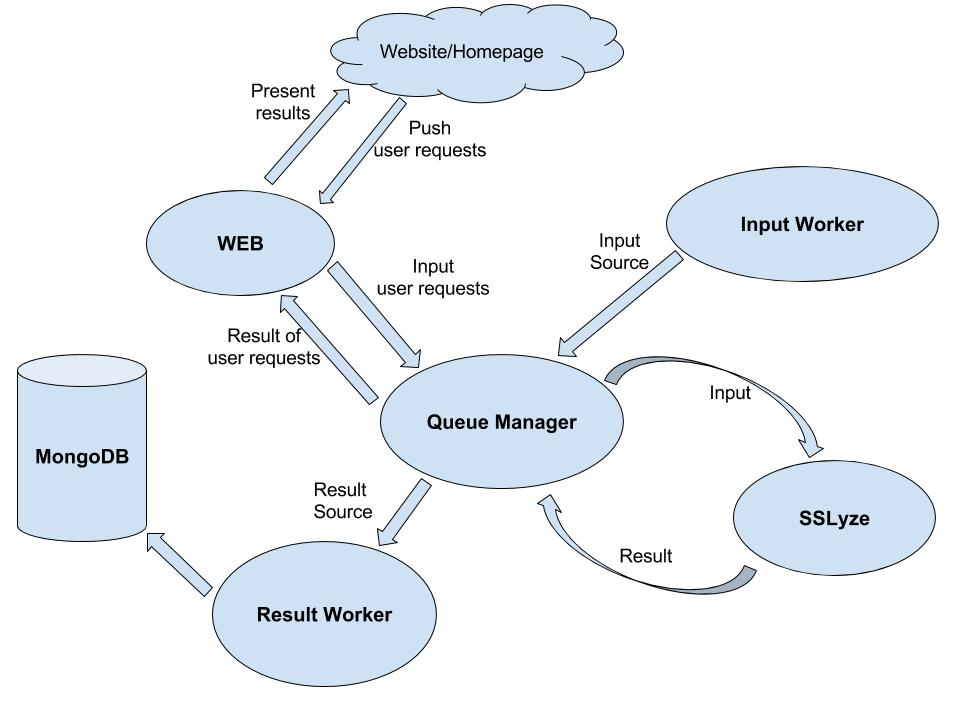 Website/Homepage
Present
results
Push
user requests
WEB
Input Worker
Input
Source
Input
user requests
Result of
user requests
Input
Queue Manager
MongoDB
Result
Source
SSLyze
Result
Result Worker